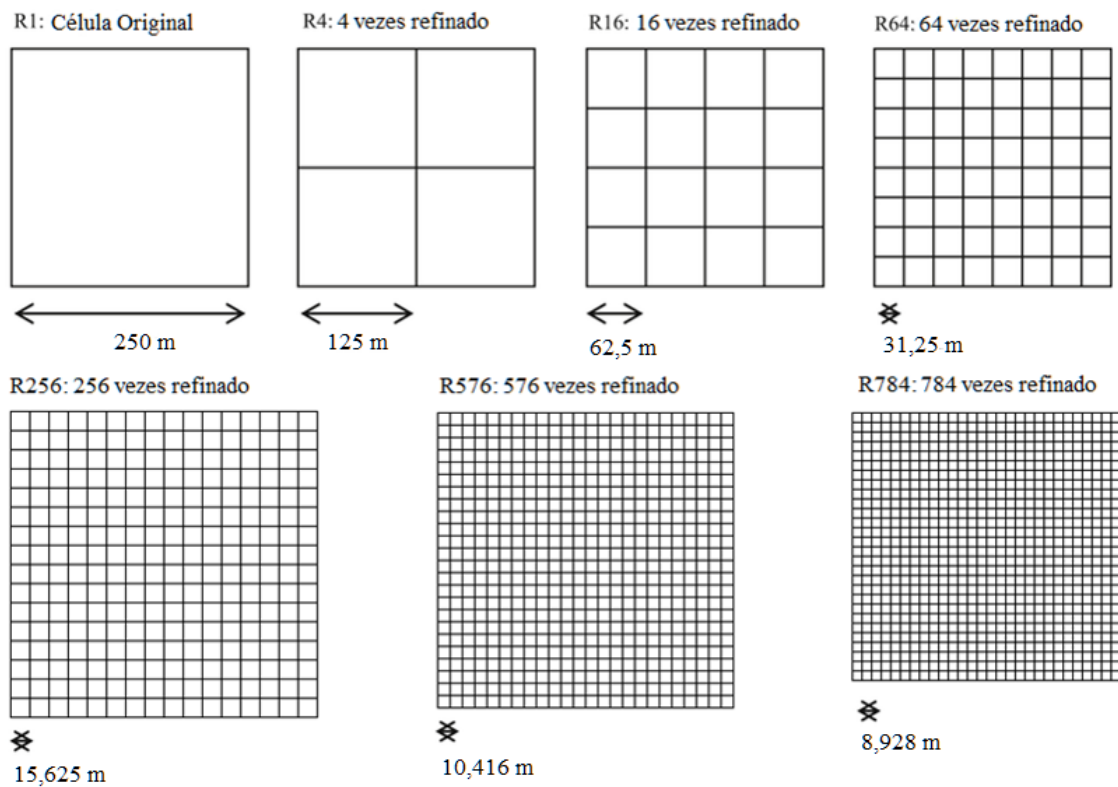 R1: Célula Original
R4: 4 vezes refinado
R16: 16 vezes refinado
R64: 64 vezes refinado
250 m
125 m
62,5 m
31,25 m
R256: 256 vezes refinado
R576: 576 vezes refinado
R784: 784 vezes refinado
15,625 m
10,416 m
8,928 m